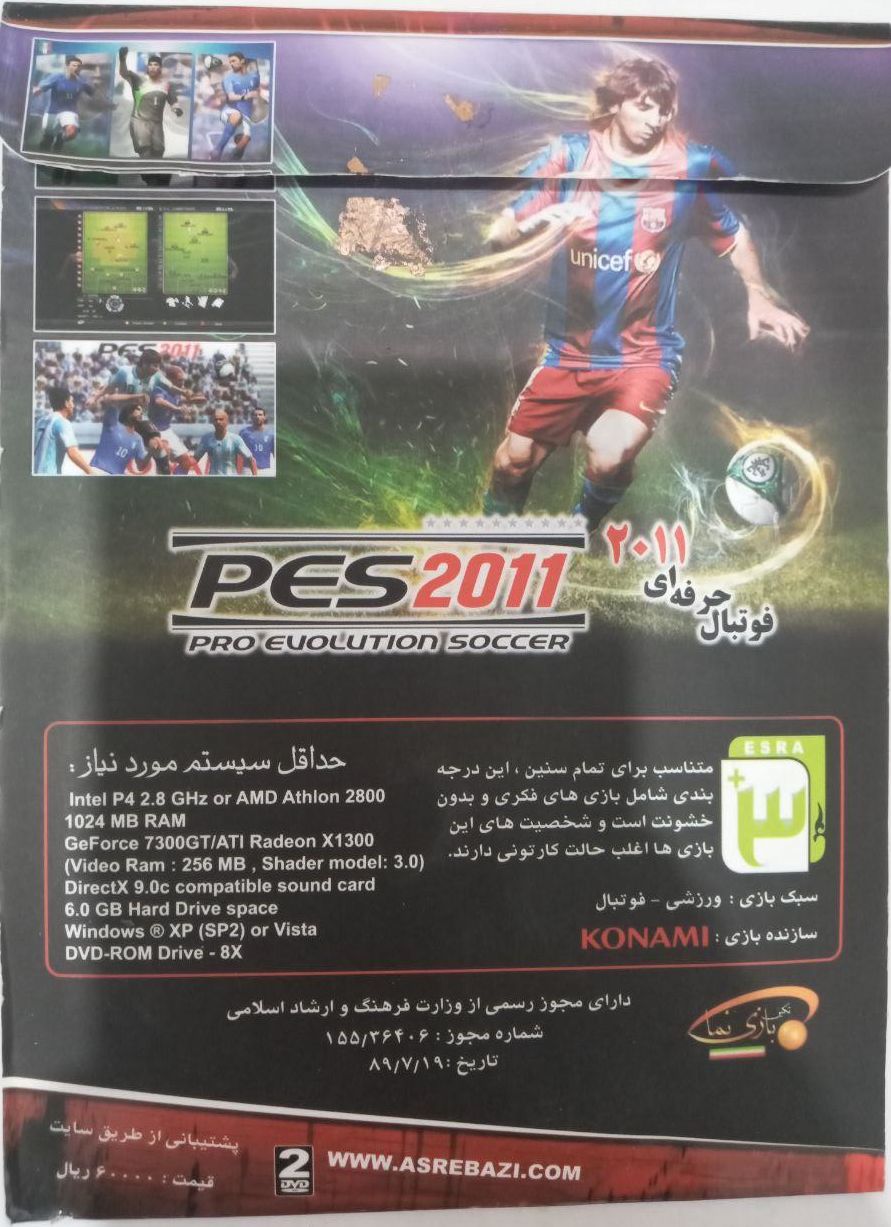 PES2011
unicef
PES2011
PRO EVOLUTION SOCCER
۲۰۱۱
حرفه‌ای
فوتبال
حداقل سیستم مورد نیاز :
Intel P4 2.8 GHz or AMD Athlon 2800
1024 MB RAM
GeForce 7300GT/ATI Radeon X1300
(Video Ram : 256 MB , Shader model: 3.0)
DirectX 9.0c compatible sound card
6.0 GB Hard Drive space
Windows ® XP (SP2) or Vista
DVD-ROM Drive - 8X
ESRA
+۳
متناسب برای تمام سنین ، این درجه
بندی شامل بازی های فکری و بدون
خشونت است و شخصیت های این
بازی ها اغلب حالت کارتونی دارند.
سبک بازی : ورزشی - فوتبال
سازنده بازی : KONAMI
دارای مجوز رسمی از وزارت فرهنگ و ارشاد اسلامی
شماره مجوز : ۱۵۵/۳۶۴۰۶
تاریخ : ۸۹/۷/۱۹
بازی نما
پشتیبانی از طریق سایت
WWW.ASREBAZI.COM
2
DVD
قیمت : ۶۰۰۰۰ ریال